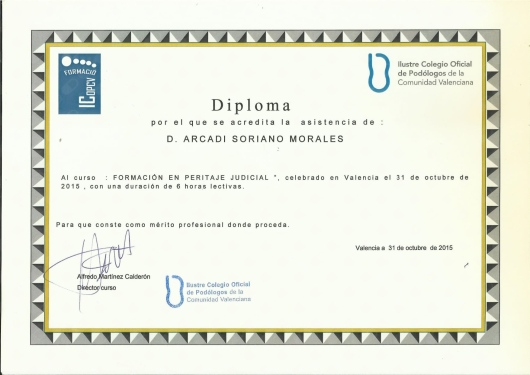 FORMACIÓ
ICOPCV
Ilustre Colegio Oficial
de Podólogos de la
Comunidad Valenciana
Diploma
por el que se acredita la asistencia de :
D. ARCADI SORIANO MORALES
Al curso : FORMACIÓN EN PERITAJE JUDICIAL ", celebrado en Valencia el 31 de octubre de
2015 , con una duración de 6 horas lectivas.
Para que conste como mérito profesional donde proceda.
Valencia a 31 de octubre de 2015
Alfredo Martínez Calderón
Director curso
Ilustre Colegio Oficial
de Podólogos de la
Comunidad Valenciana